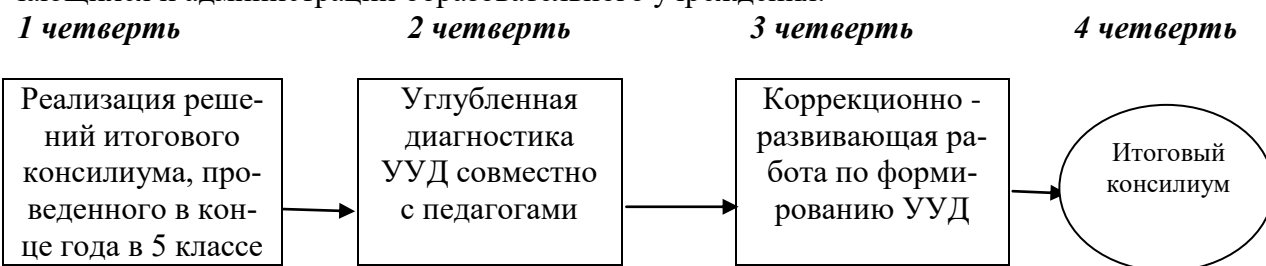 ающихся и администрации образовательного учреждения.
1 четверть 2 четверть 3 четверть 4 четверть
Реализация реше-
ний итогового
консилиума, про-
веденного в кон-
це года в 5 классе
Углубленная
диагностика
УУД совместно
с педагогами
Коррекционно -
развивающая ра-
бота по форми-
рованию УУД
Итоговый
консилиум